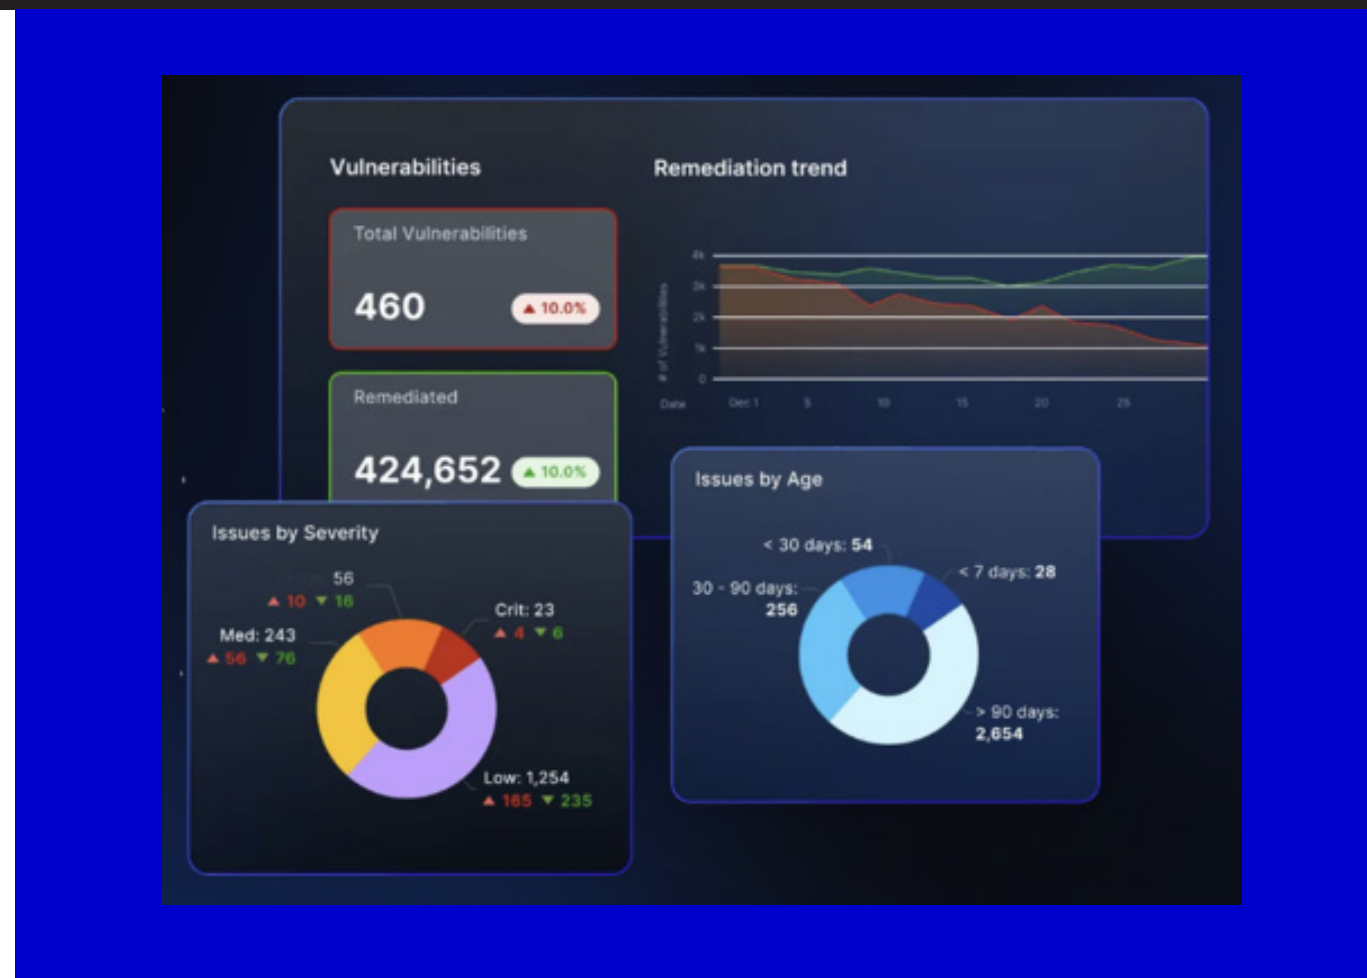 Vulnerabilities
Total Vulnerabilities
460
▲ 10.0%
Remediated
424,652
▲ 10.0%
Remediation trend
# of Vulnerabilities
4k
3k
2k
1k
0
Date
Dec 1
5
10
15
20
25
Issues by Severity
56
▲ 10 ▼ 16
Crit: 23
▲ 4 ▼ 6
Med: 243
▲ 56 ▼ 76
Low: 1,254
▲ 165 ▼ 235
Issues by Age
< 30 days: 54
< 7 days: 28
30 - 90 days:
256
> 90 days:
2,654